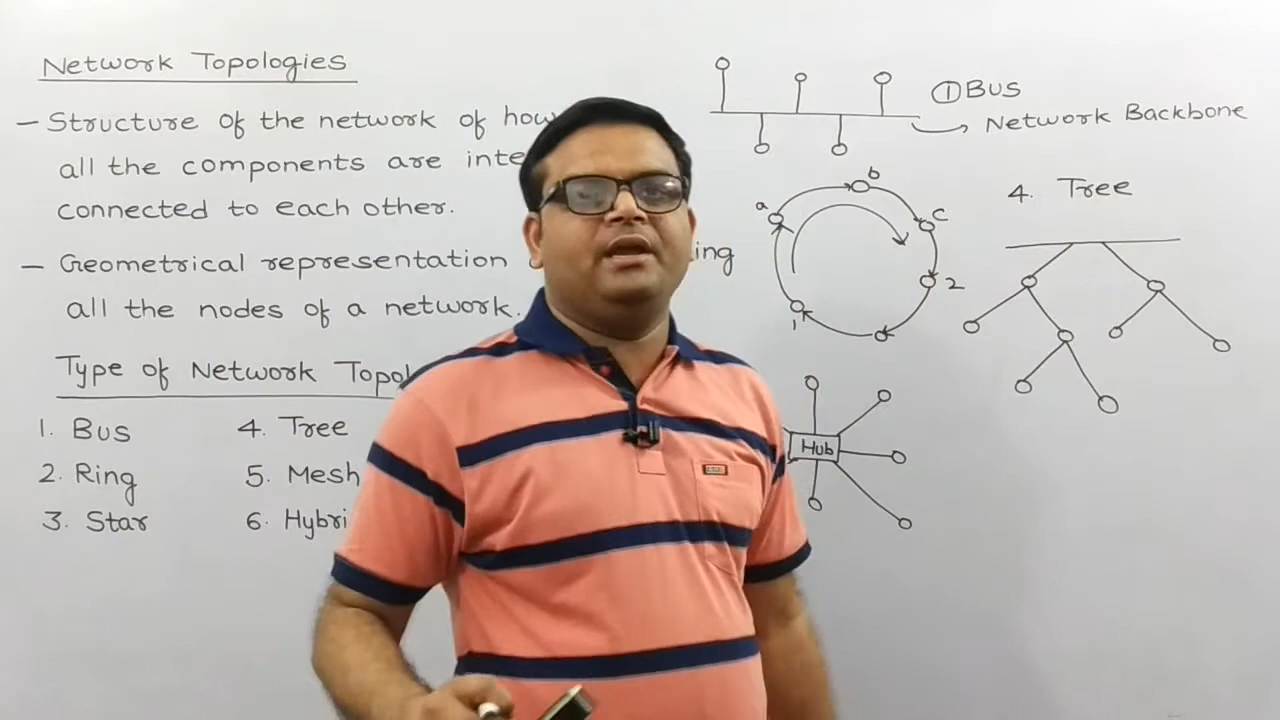 Network Topologies
- Structure of the network of how
all the components are inte
connected to each other.
- Geometrical representation
all the nodes of a network.
Type of Network Topol
1. Bus
2. Ring
3. Star
4. Tree
5. Mesh
6. Hybri
① Bus
Network Backbone
ing
a
b
c
2
1
Hub
4. Tree